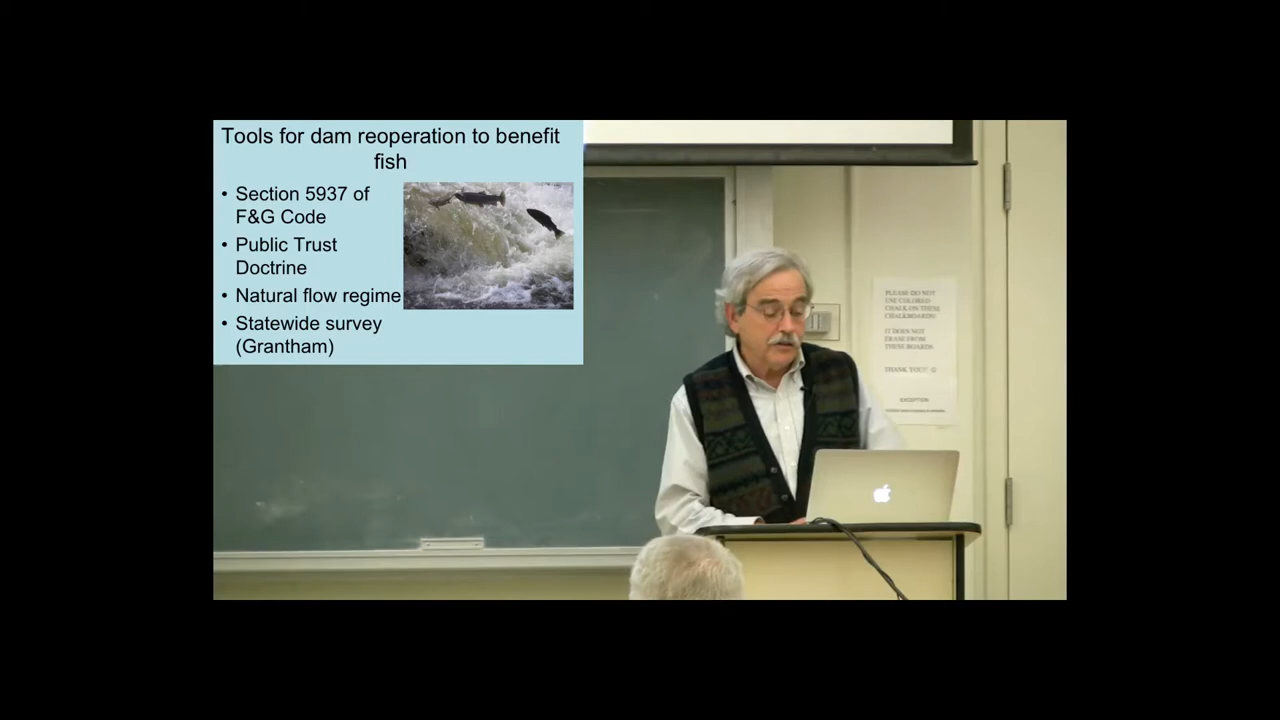 Tools for dam reoperation to benefit
fish
• Section 5937 of
F&G Code
• Public Trust
Doctrine
• Natural flow regime
• Statewide survey
(Grantham)
PLEASE DO NOT
USE COLORED
CHALK ON THESE
CHALKBOARDS!
IT DOES NOT
ERASE FROM
THESE BOARDS
THANK YOU!! ☺
EXCEPTION